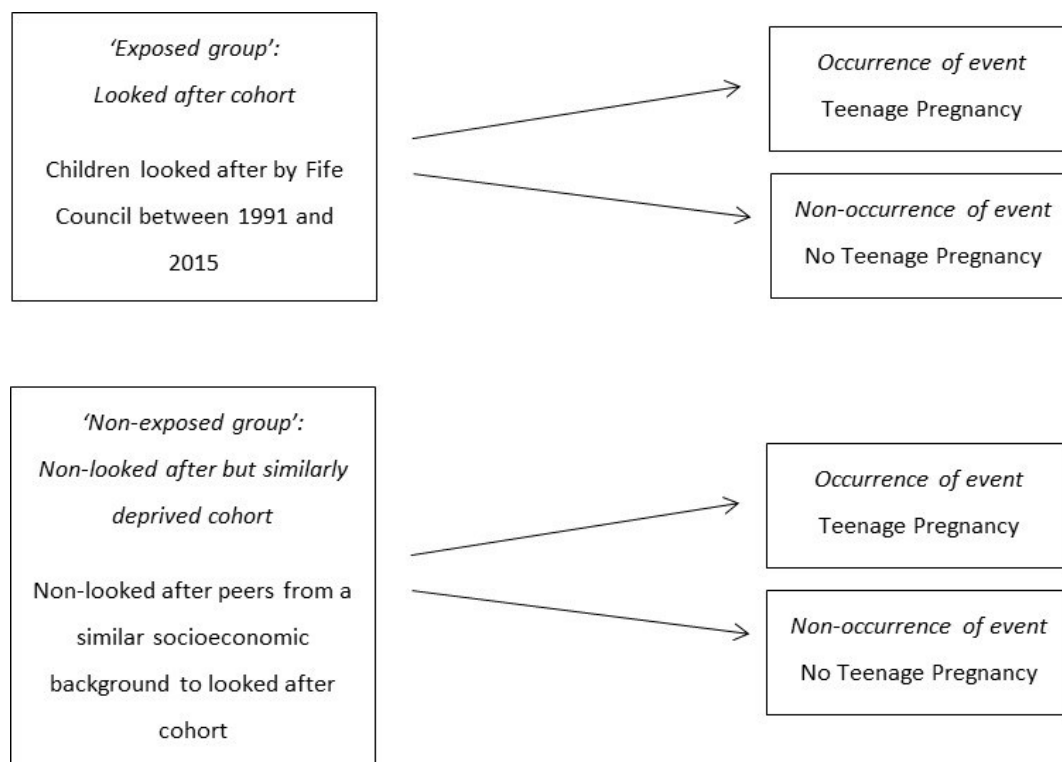 ‘Exposed group’:
Looked after cohort
Children looked after by Fife
Council between 1991 and
2015
Occurrence of event
Teenage Pregnancy
Non-occurrence of event
No Teenage Pregnancy
‘Non-exposed group’:
Non-looked after but similarly
deprived cohort
Non-looked after peers from a
similar socioeconomic
background to looked after
cohort
Occurrence of event
Teenage Pregnancy
Non-occurrence of event
No Teenage Pregnancy